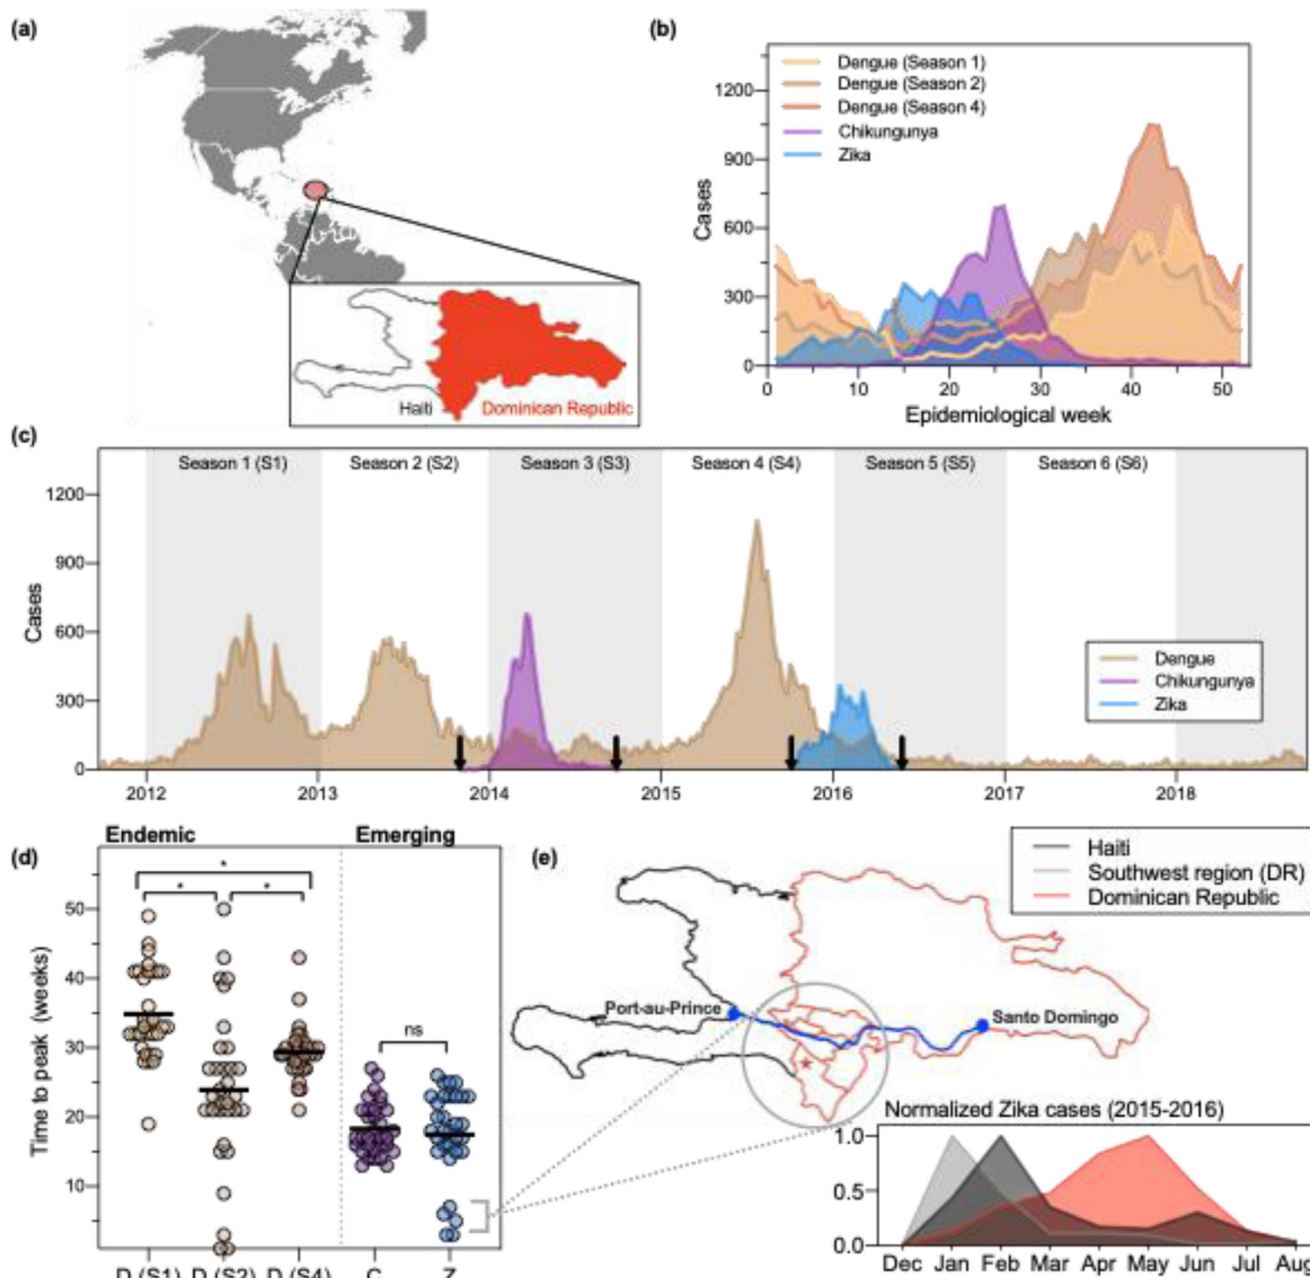 (a)
Haiti
Dominican Republic
(b)
Dengue (Season 1)
Dengue (Season 2)
Dengue (Season 4)
Chikungunya
Zika
Cases
1200
900
600
300
0
0 10 20 30 40 50
Epidemiological week
(c)
Season 1 (S1) Season 2 (S2) Season 3 (S3) Season 4 (S4) Season 5 (S5) Season 6 (S6)
Cases
1200
900
600
300
0
Dengue
Chikungunya
Zika
2012 2013 2014 2015 2016 2017 2018
(d)
Endemic Emerging
* 
* *
ns
Time to peak (weeks)
50
40
30
20
10
D (S1) D (S2) D (S4) C Z
(e)
Haiti
Southwest region (DR)
Dominican Republic
Port-au-Prince
Santo Domingo
Normalized Zika cases (2015-2016)
1.0
0.5
0.0
Dec Jan Feb Mar Apr May Jun Jul Aug